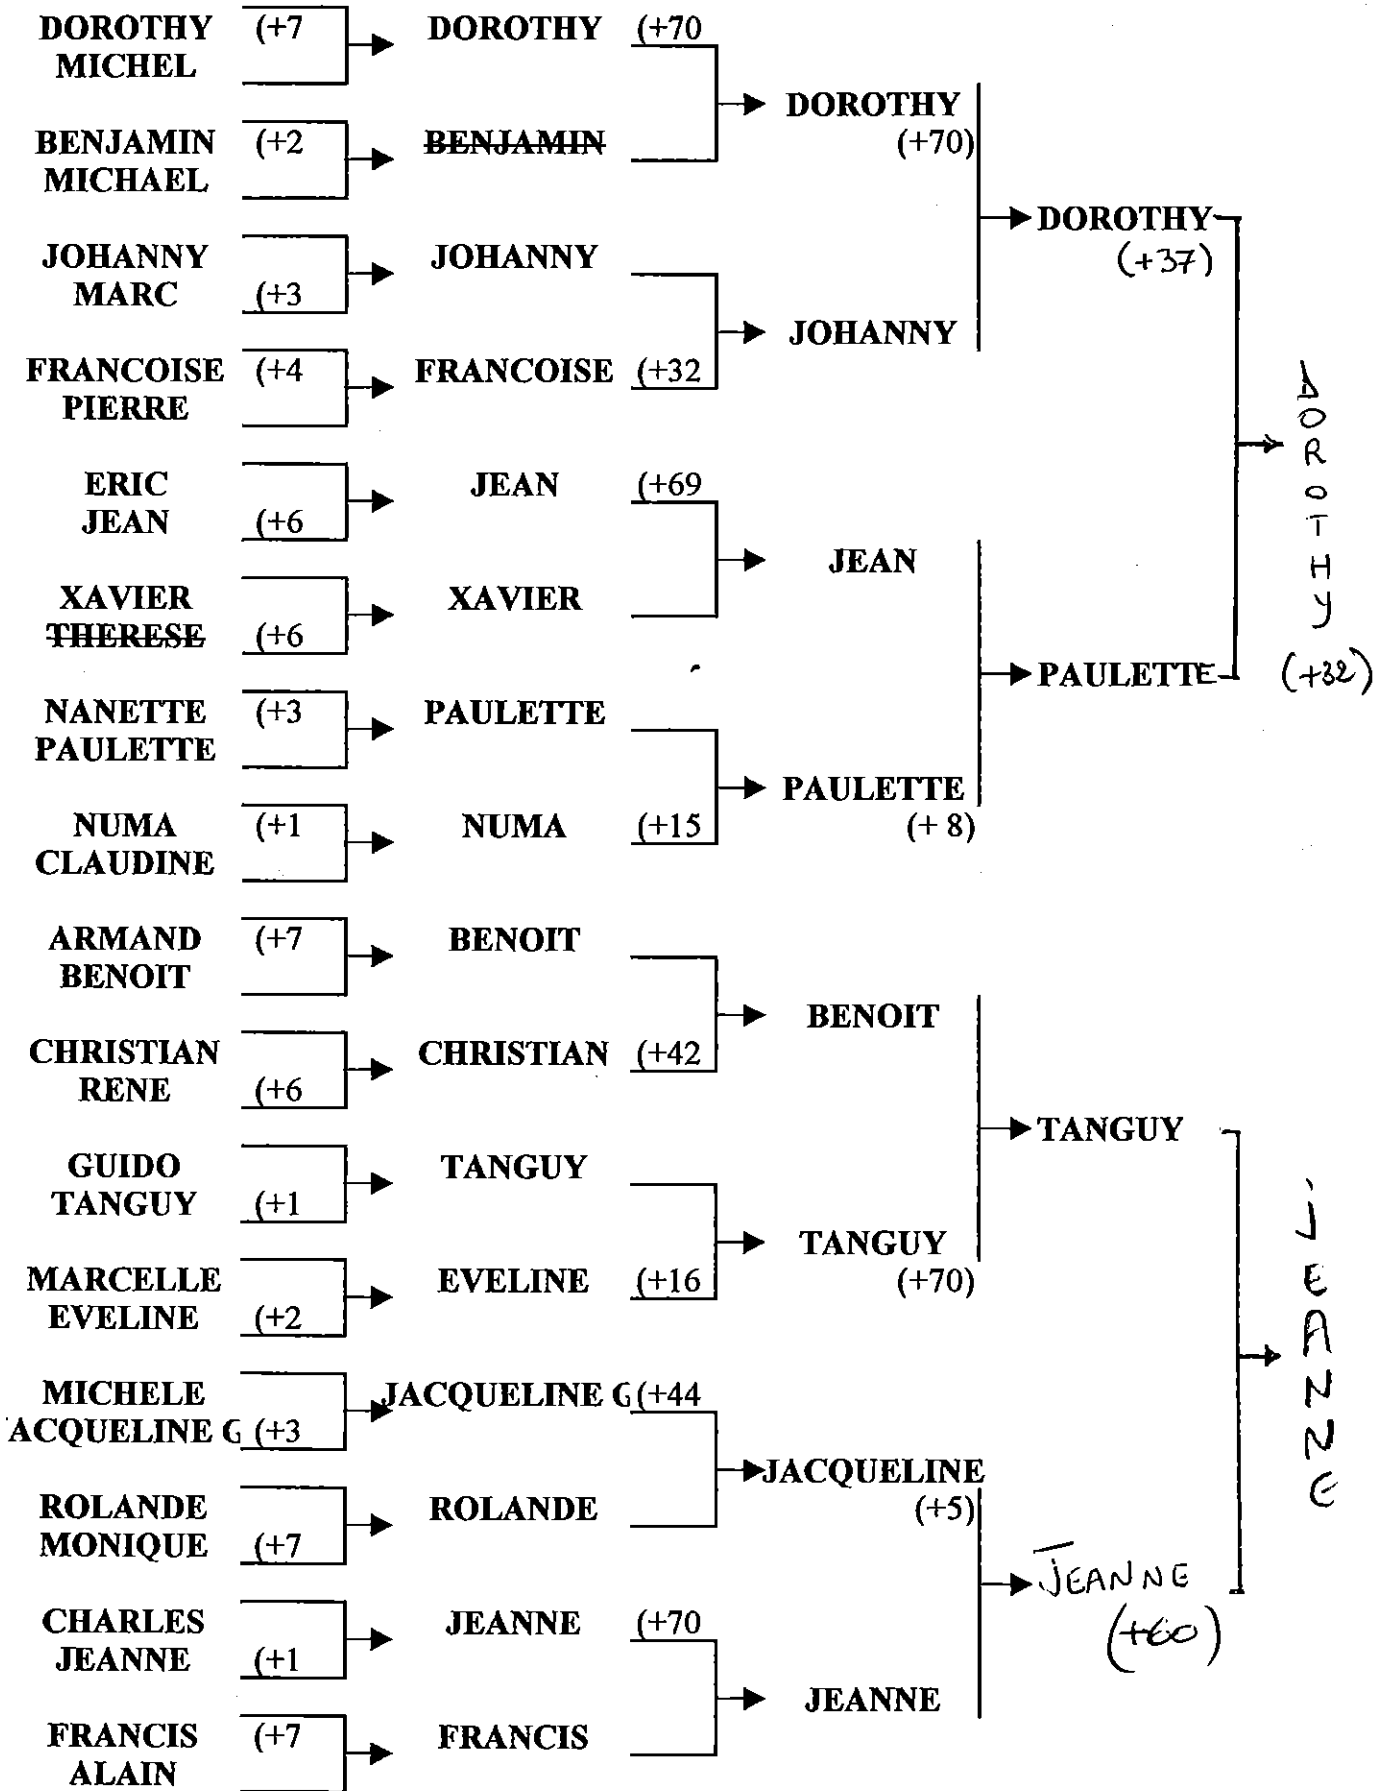 DOROTHY (+7
MICHEL
BENJAMIN (+2
MICHAEL
JOHANNY
MARC (+3
FRANCOISE (+4
PIERRE
ERIC
JEAN (+6
XAVIER
THERESE (+6
NANETTE (+3
PAULETTE
NUMA (+1
CLAUDINE
ARMAND (+7
BENOIT
CHRISTIAN
RENE (+6
GUIDO
TANGUY (+1
MARCELLE
EVELINE (+2
MICHELE
ACQUELINE G (+3
ROLANDE
MONIQUE (+7
CHARLES
JEANNE (+1
FRANCIS (+7
ALAIN
DOROTHY (+70
BENJAMIN
JOHANNY
FRANCOISE (+32
JEAN (+69
XAVIER
PAULETTE
NUMA (+15
BENOIT
CHRISTIAN (+42
TANGUY
EVELINE (+16
JACQUELINE G (+44
ROLANDE
JEANNE (+70
FRANCIS
DOROTHY
(+70)
JOHANNY
JEAN
PAULETTE
(+ 8)
BENOIT
TANGUY
(+70)
JACQUELINE
(+5)
JEANNE
DOROTHY
(+37)
PAULETTE
TANGUY
JEANNE
(+60)
DOROTHY
(+32)
JEANNE